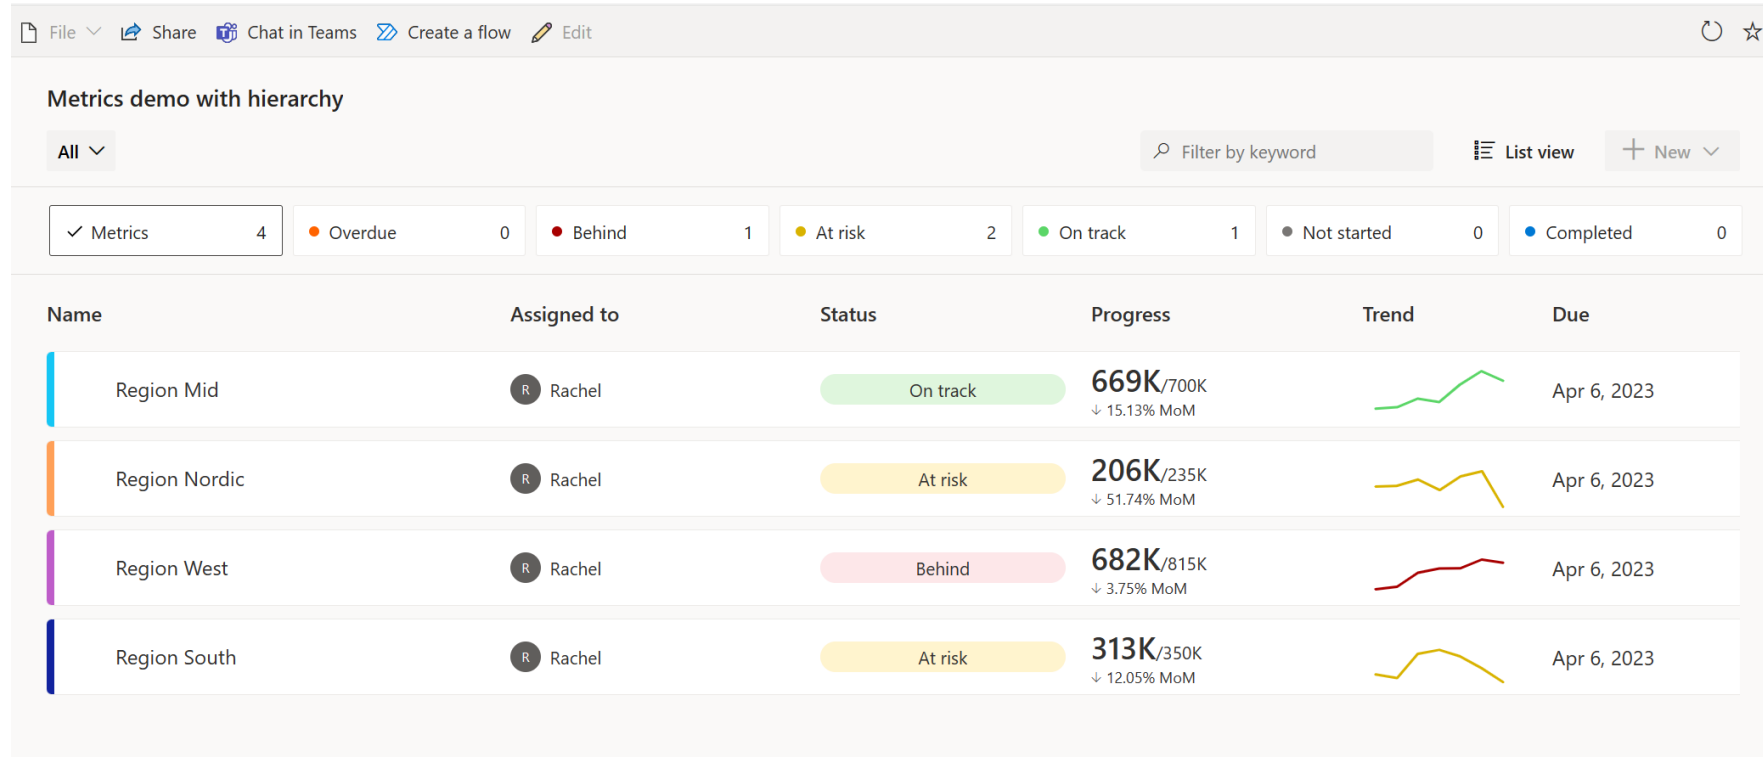 File Share Chat in Teams Create a flow Edit
Metrics demo with hierarchy
All Filter by keyword List view New
Metrics 4 Overdue 0 Behind 1 At risk 2 On track 1 Not started 0 Completed 0
Name Assigned to Status Progress Trend Due
Region Mid R Rachel On track 669K/700K Apr 6, 2023
↓ 15.13% MoM
Region Nordic R Rachel At risk 206K/235K Apr 6, 2023
↓ 51.74% MoM
Region West R Rachel Behind 682K/815K Apr 6, 2023
↓ 3.75% MoM
Region South R Rachel At risk 313K/350K Apr 6, 2023
↓ 12.05% MoM